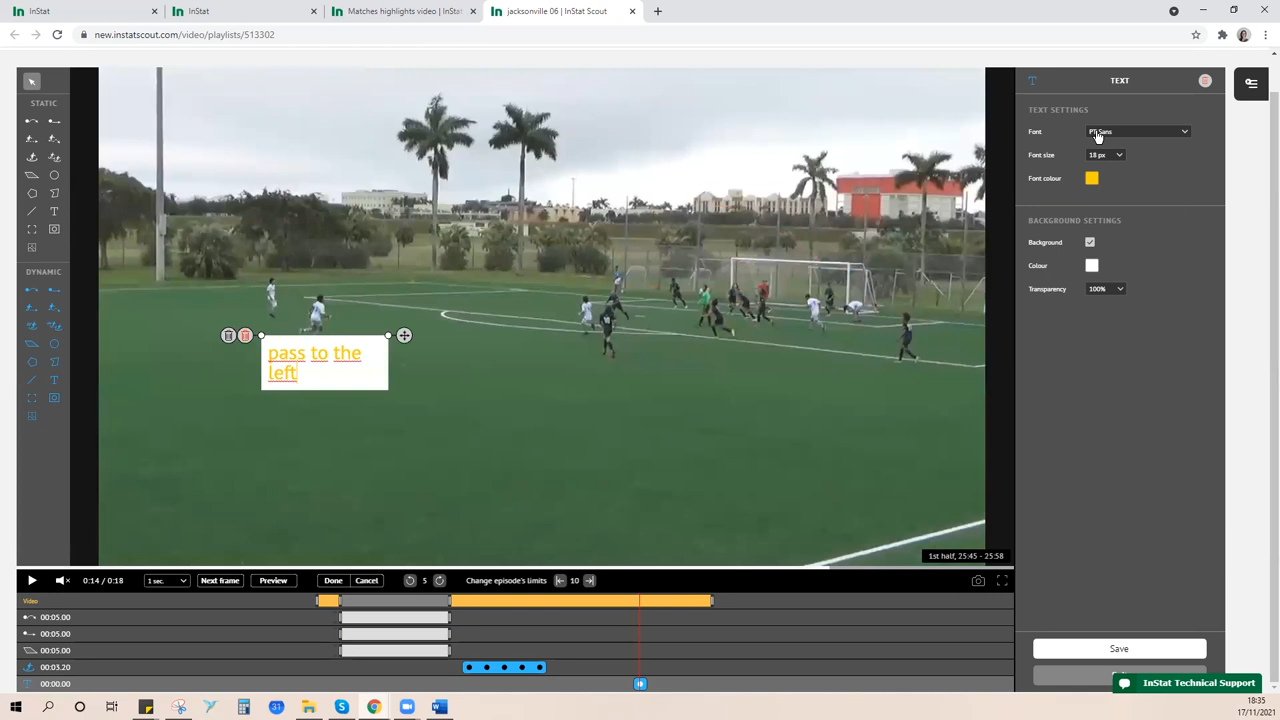 InStat
InStat
Matches highlights video | InSta
jacksonville 06 | InStat Scout
new.instatscout.com/video/playlists/513302
STATIC
DYNAMIC
pass to the
left
TEXT
TEXT SETTINGS
Font
Sans
Font size 18 px
Font colour
BACKGROUND SETTINGS
Background
Colour
Transparency 100%
1st half, 25:45 - 25:58
0:14 / 0:18 1 sec. Next frame Preview Done Cancel 5 Change episode's limits 10
Video
00:05.00
00:05.00
00:05.00
00:03.20
00:00.00
Save
InStat Technical Support
18:35
17/11/2021